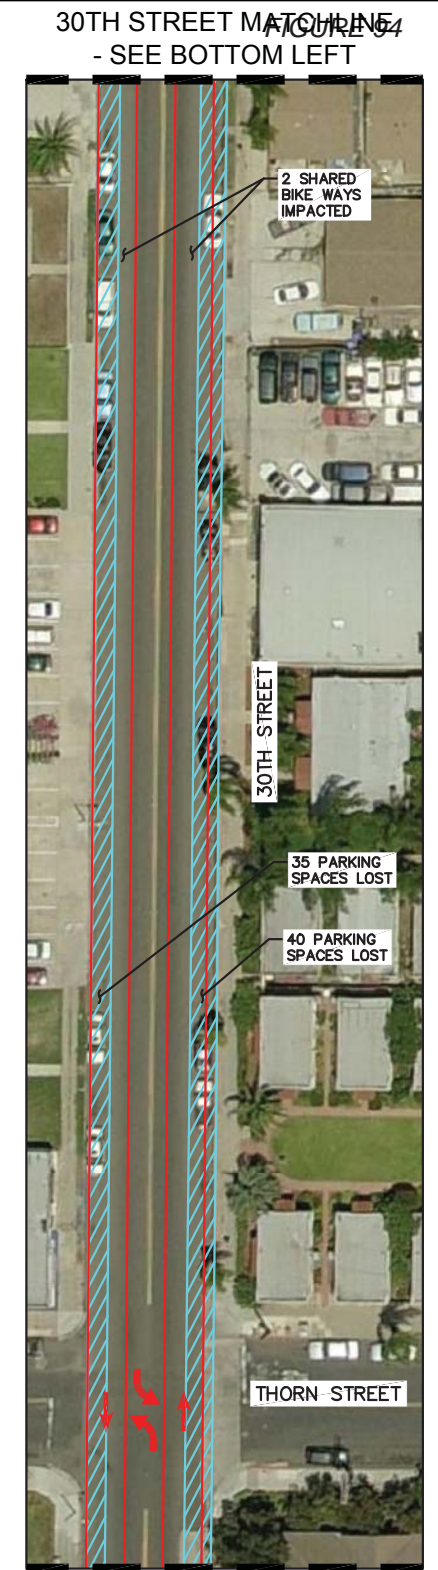 30TH STREET MATCHLINE
FIGURE 94
- SEE BOTTOM LEFT
2 SHARED
BIKE WAYS
IMPACTED
30TH STREET
35 PARKING
SPACES LOST
40 PARKING
SPACES LOST
THORN STREET